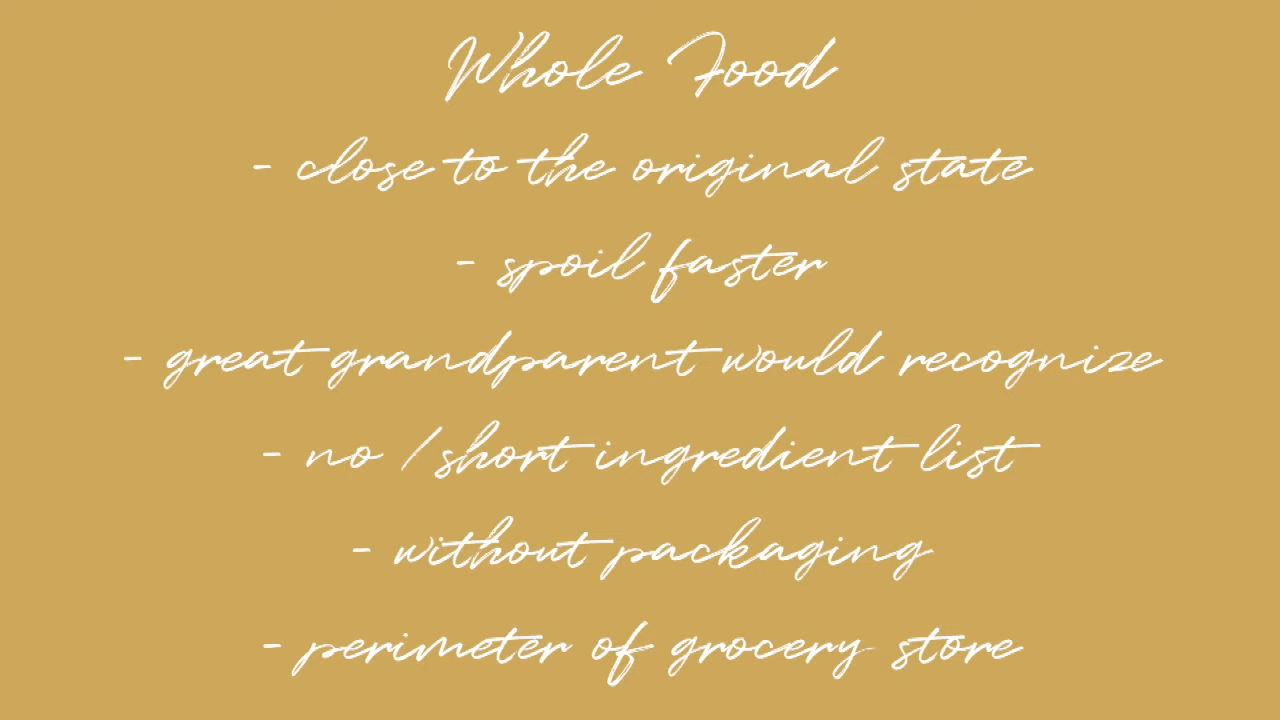 Whole Food
- close to the original state
- spoil faster
- great grandparent would recognize
- no / short ingredient list
- without packaging
- perimeter of grocery store